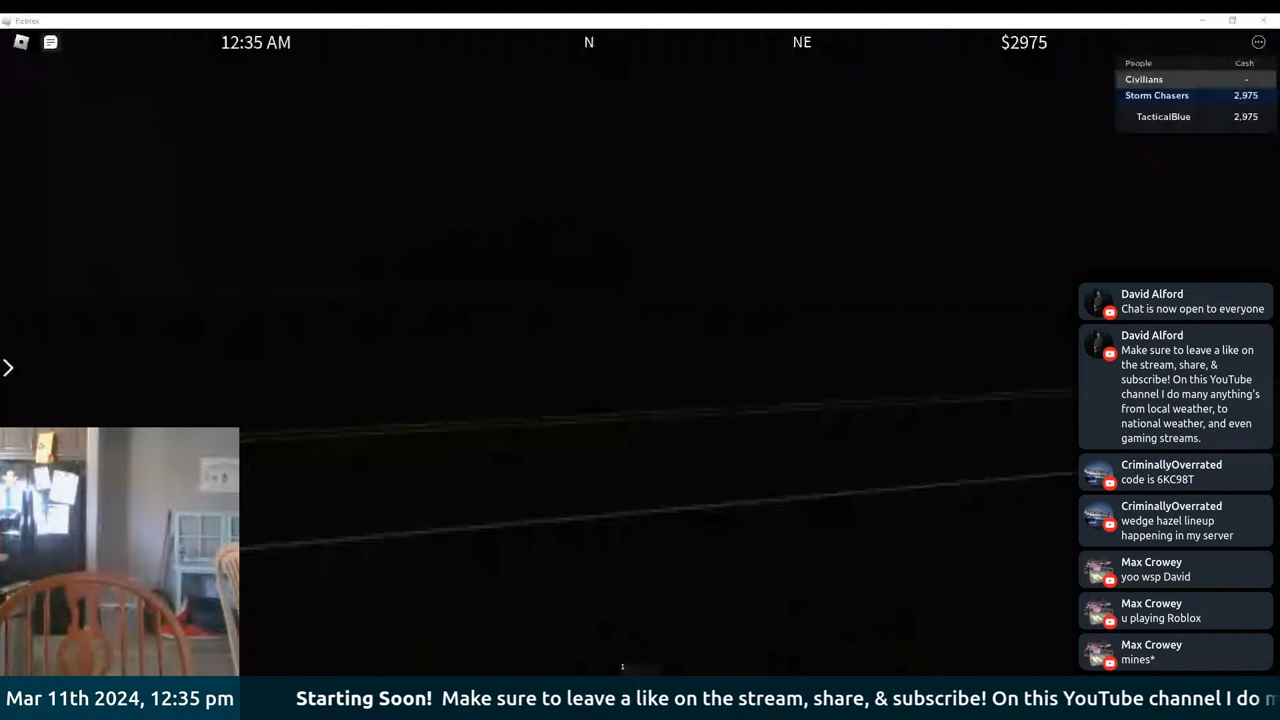 Roblox
12:35 AM
N
NE
$2975
People Cash
Civilians -
Storm Chasers 2,975
TacticalBlue 2,975
David Alford
Chat is now open to everyone
David Alford
Make sure to leave a like on
the stream, share, &
subscribe! On this YouTube
channel I do many anything's
from local weather, to
national weather, and even
gaming streams.
CriminallyOverrated
code is 6KC98T
CriminallyOverrated
wedge hazel lineup
happening in my server
Max Crowey
yoo wsp David
Max Crowey
u playing Roblox
Max Crowey
mines*
1
Mar 11th 2024, 12:35 pm
Starting Soon! Make sure to leave a like on the stream, share, & subscribe! On this YouTube channel I do